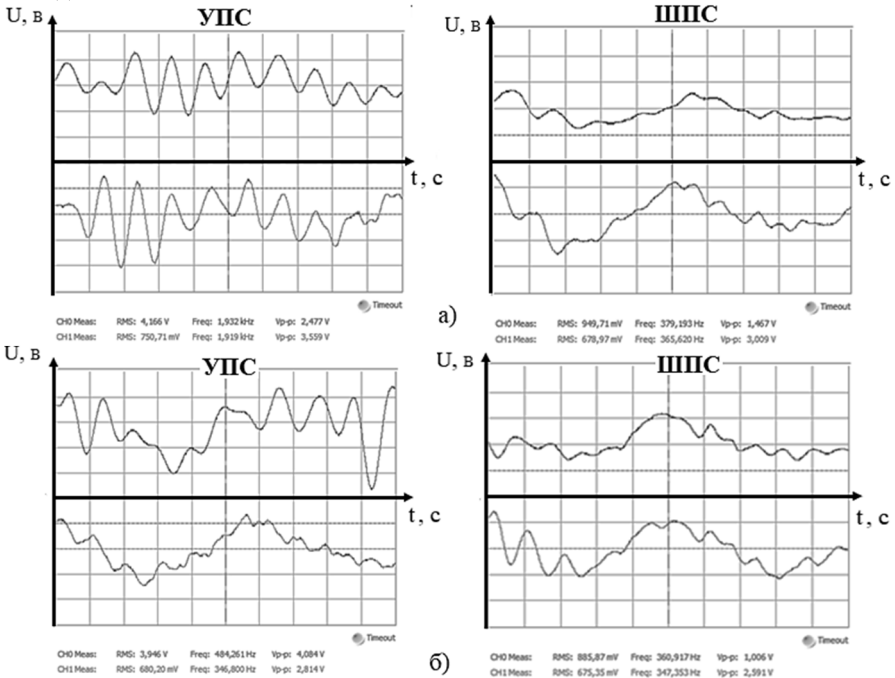 U, в УПС
U, в ШПС
t, c
t, c
Timeout
CH0 Meas: RMS: 4,166 V Freq: 1,932 kHz Vp-p: 2,477 V
CH1 Meas: RMS: 750,71 mV Freq: 1,919 kHz Vp-p: 3,559 V
Timeout
CH0 Meas: RMS: 949,71 mV Freq: 379,193 Hz Vp-p: 1,467 V
CH1 Meas: RMS: 678,97 mV Freq: 365,620 Hz Vp-p: 3,009 V
а)
U, в УПС
U, в ШПС
t, c
t, c
Timeout
CH0 Meas: RMS: 3,946 V Freq: 484,261 Hz Vp-p: 4,084 V
CH1 Meas: RMS: 680,20 mV Freq: 346,800 Hz Vp-p: 2,814 V
Timeout
CH0 Meas: RMS: 885,87 mV Freq: 360,917 Hz Vp-p: 1,006 V
CH1 Meas: RMS: 675,35 mV Freq: 347,353 Hz Vp-p: 2,591 V
б)